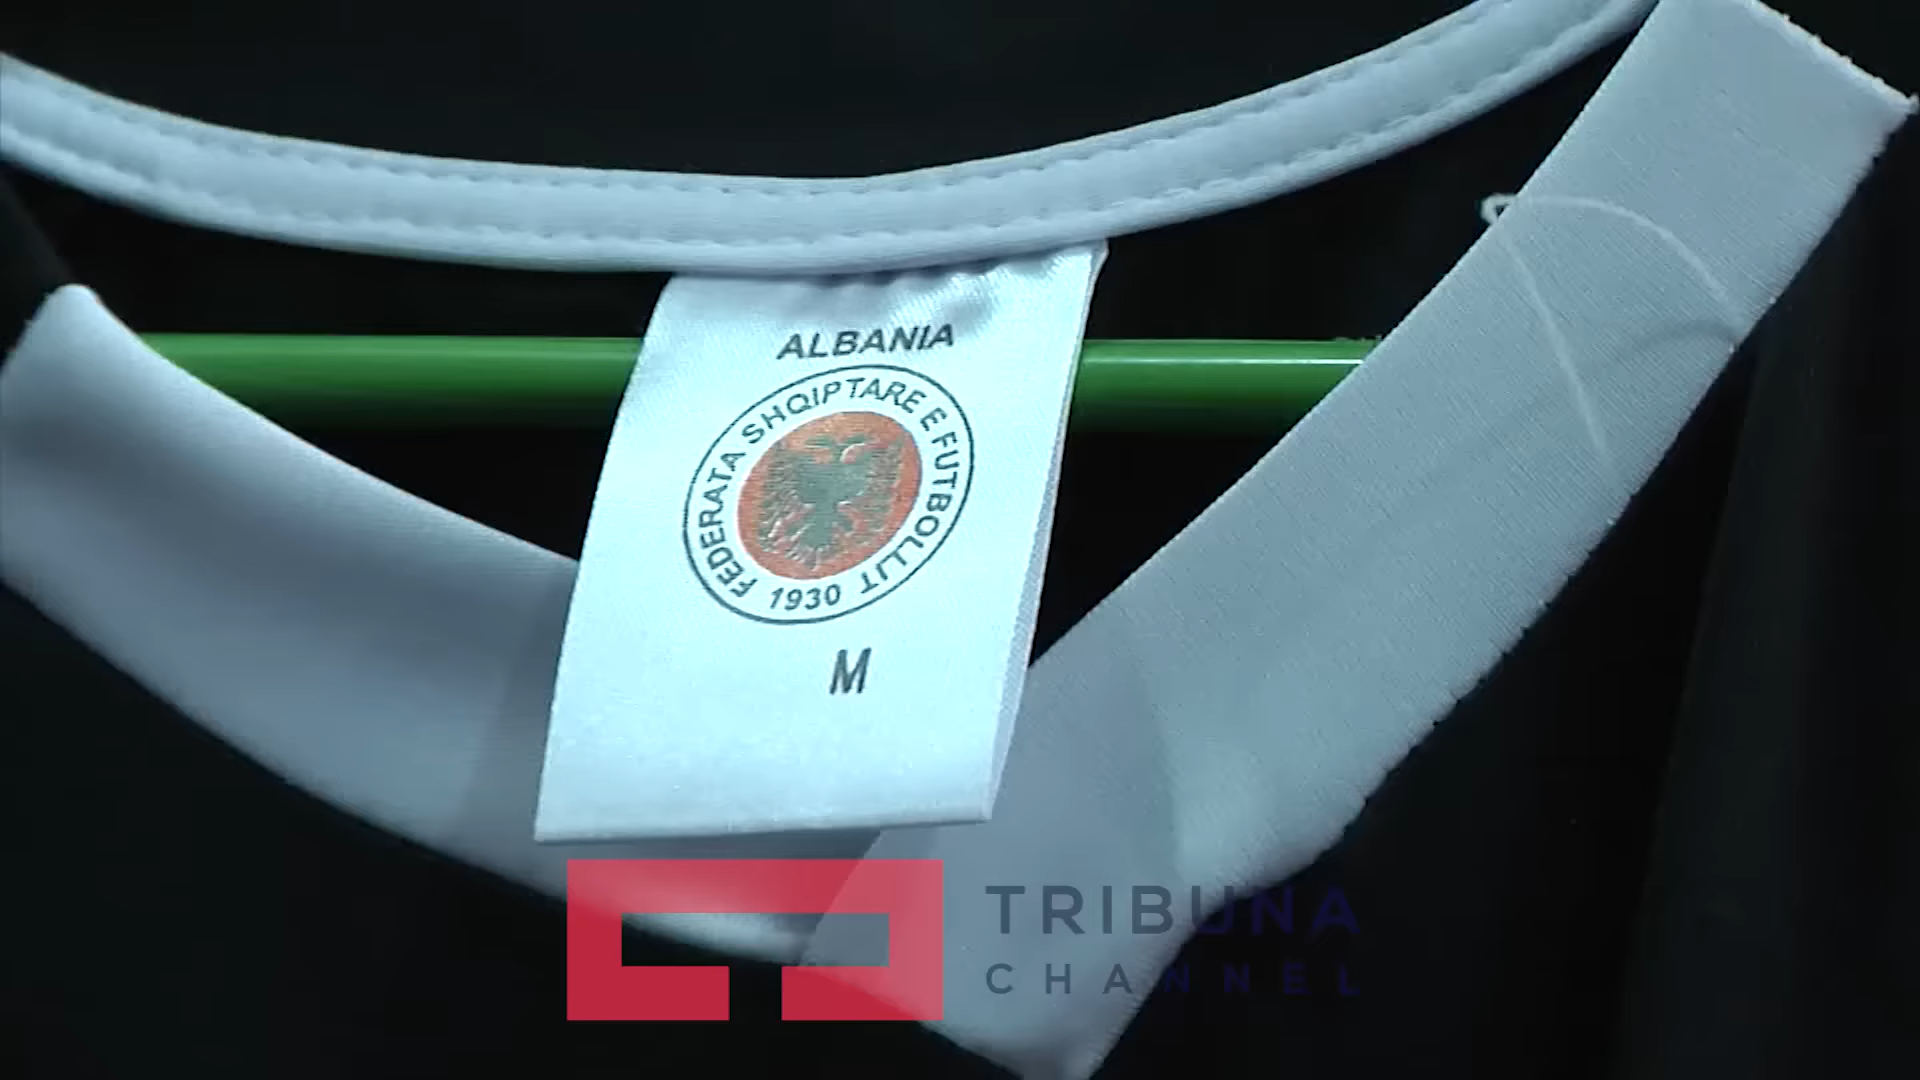 ALBANIA
FEDERATA SHQIPTARE E FUTBOLLIT
1930
M
TRIBUNA
CHANNEL